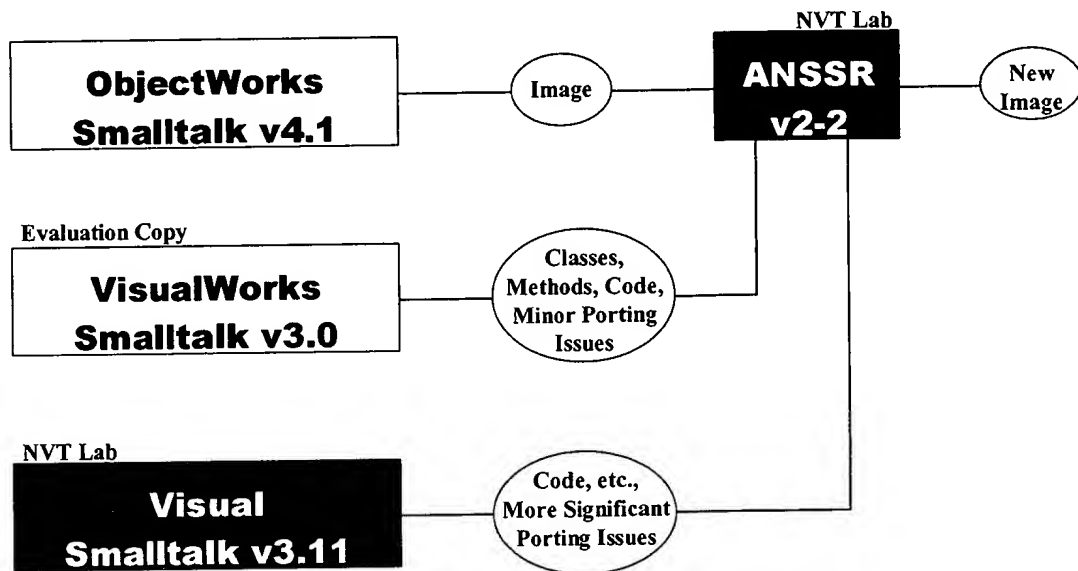 NVT Lab
ObjectWorks
Smalltalk v4.1
Image
ANSSR
v2-2
New
Image
Evaluation Copy
VisualWorks
Smalltalk v3.0
Classes,
Methods, Code,
Minor Porting
Issues
NVT Lab
Visual
Smalltalk v3.11
Code, etc.,
More Significant
Porting Issues